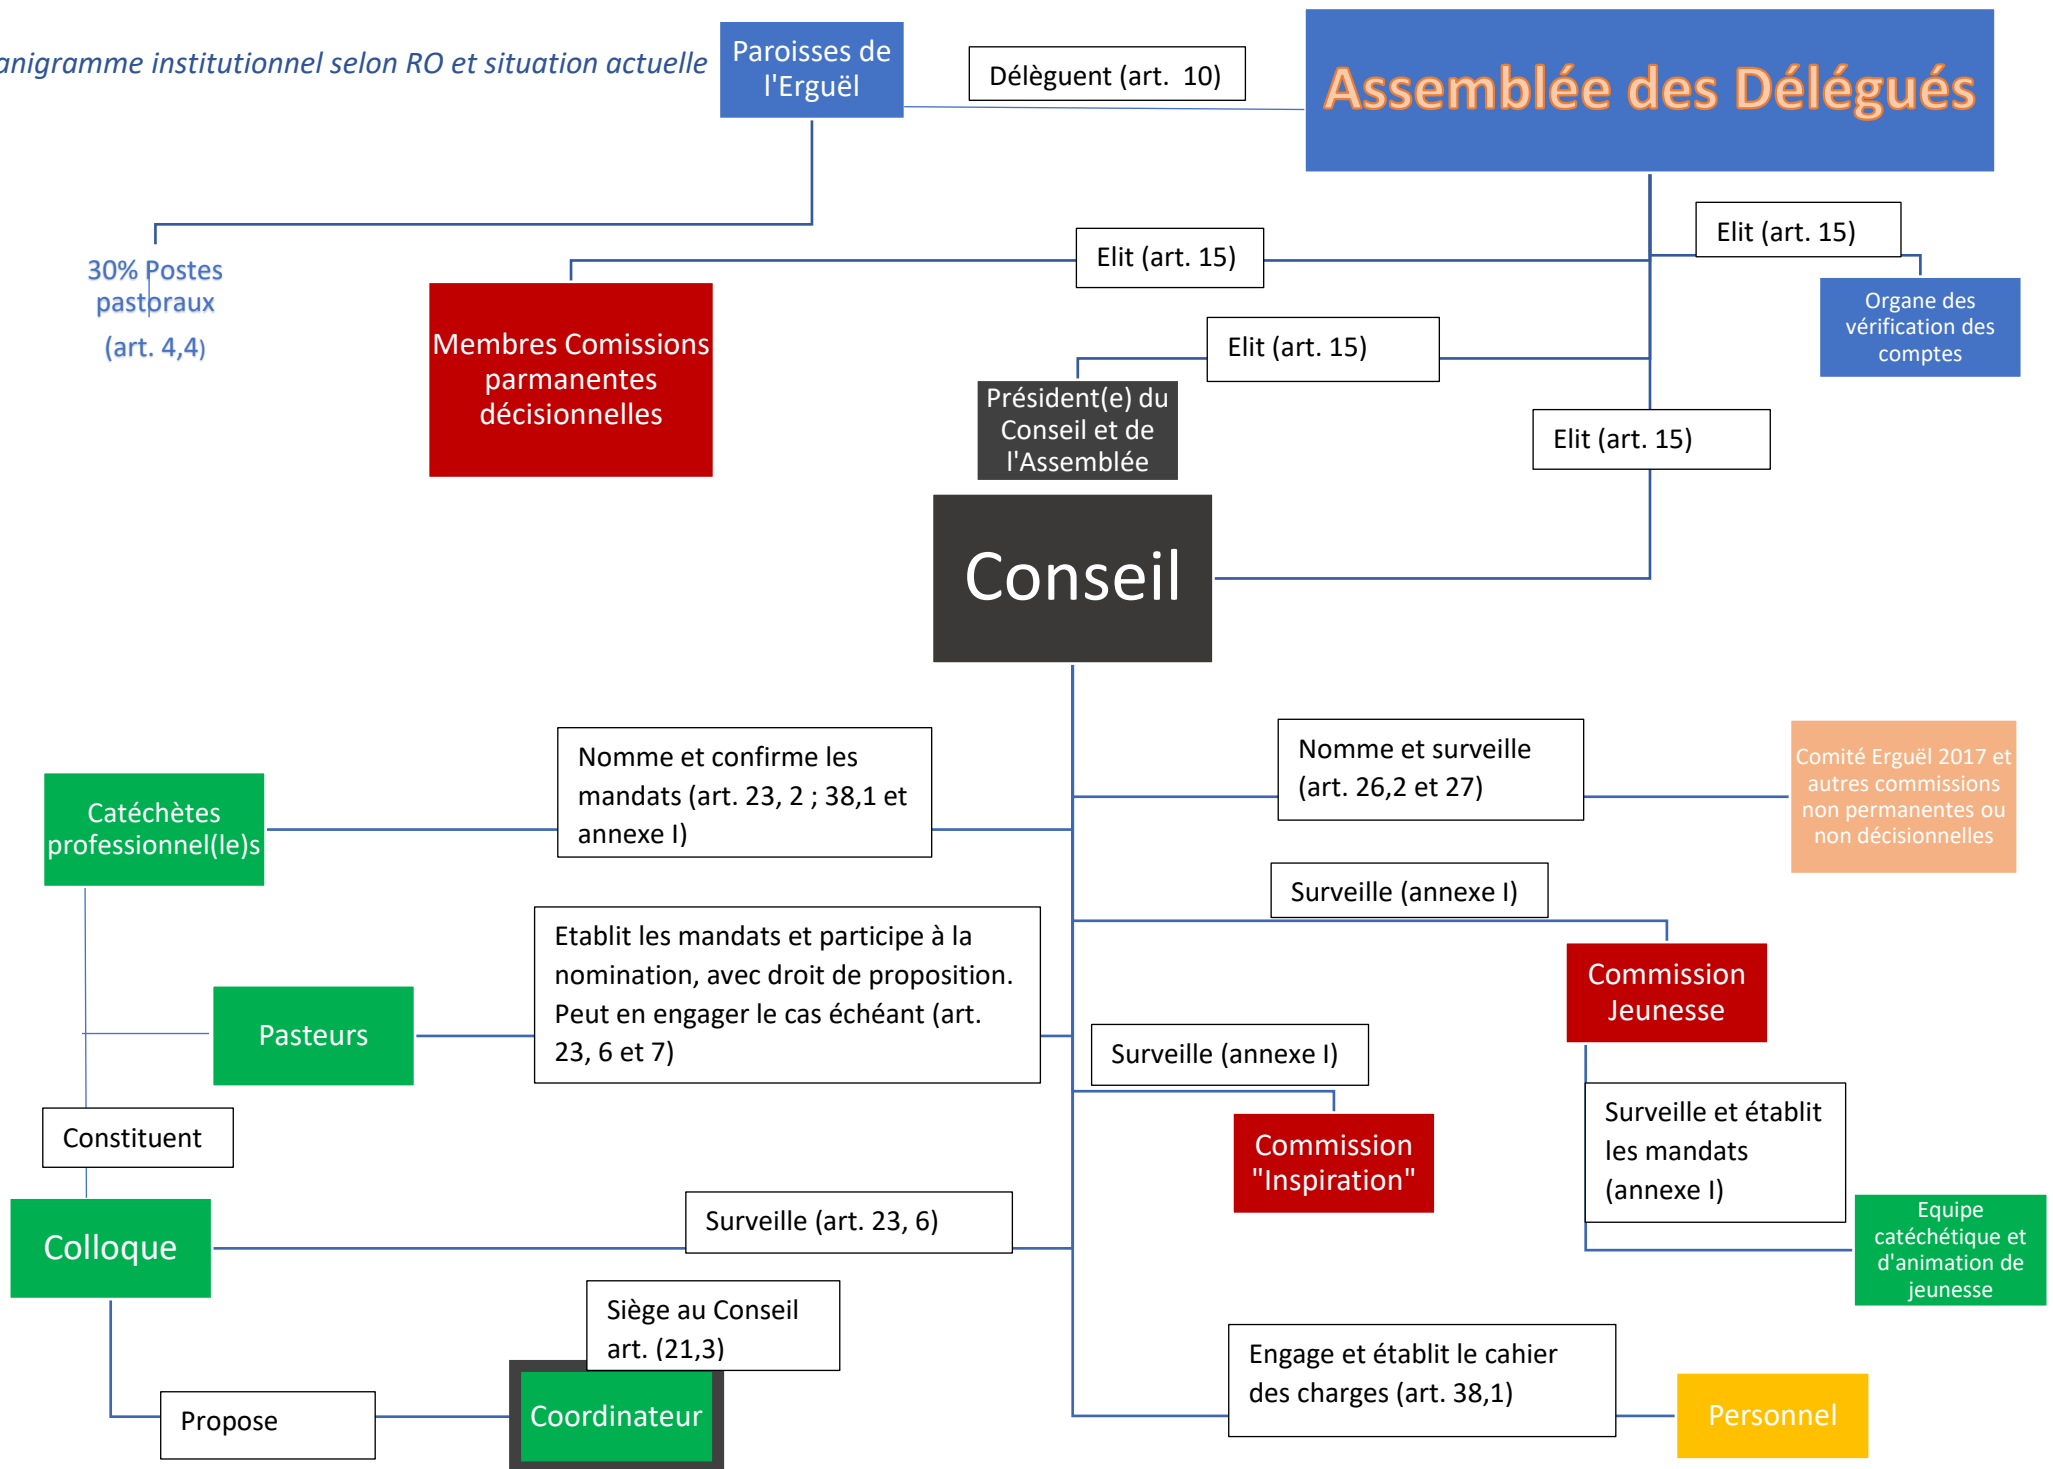 anigramme institutionnel selon RO et situation actuelle
Paroisses de
l'Erguël
Délèguent (art. 10)
Assemblée des Délégués
Elit (art. 15)
Elit (art. 15)
30% Postes
pastoraux
(art. 4,4)
Membres Comissions
parmanentes
décisionnelles
Organe des
vérification des
comptes
Elit (art. 15)
Président(e) du
Conseil et de
l'Assemblée
Elit (art. 15)
Conseil
Nomme et confirme les
mandats (art. 23, 2 ; 38,1 et
annexe I)
Nomme et surveille
(art. 26,2 et 27)
Comité Erguël 2017 et
autres commissions
non permanentes ou
non décisionnelles
Catéchètes
professionnel(le)s
Surveille (annexe I)
Etablit les mandats et participe à la
nomination, avec droit de proposition.
Peut en engager le cas échéant (art.
23, 6 et 7)
Commission
Jeunesse
Pasteurs
Surveille (annexe I)
Constituent
Commission
"Inspiration"
Surveille et établit
les mandats
(annexe I)
Surveille (art. 23, 6)
Colloque
Equipe
catéchétique et
d'animation de
jeunesse
Siège au Conseil
art. (21,3)
Engage et établit le cahier
des charges (art. 38,1)
Propose
Coordinateur
Personnel